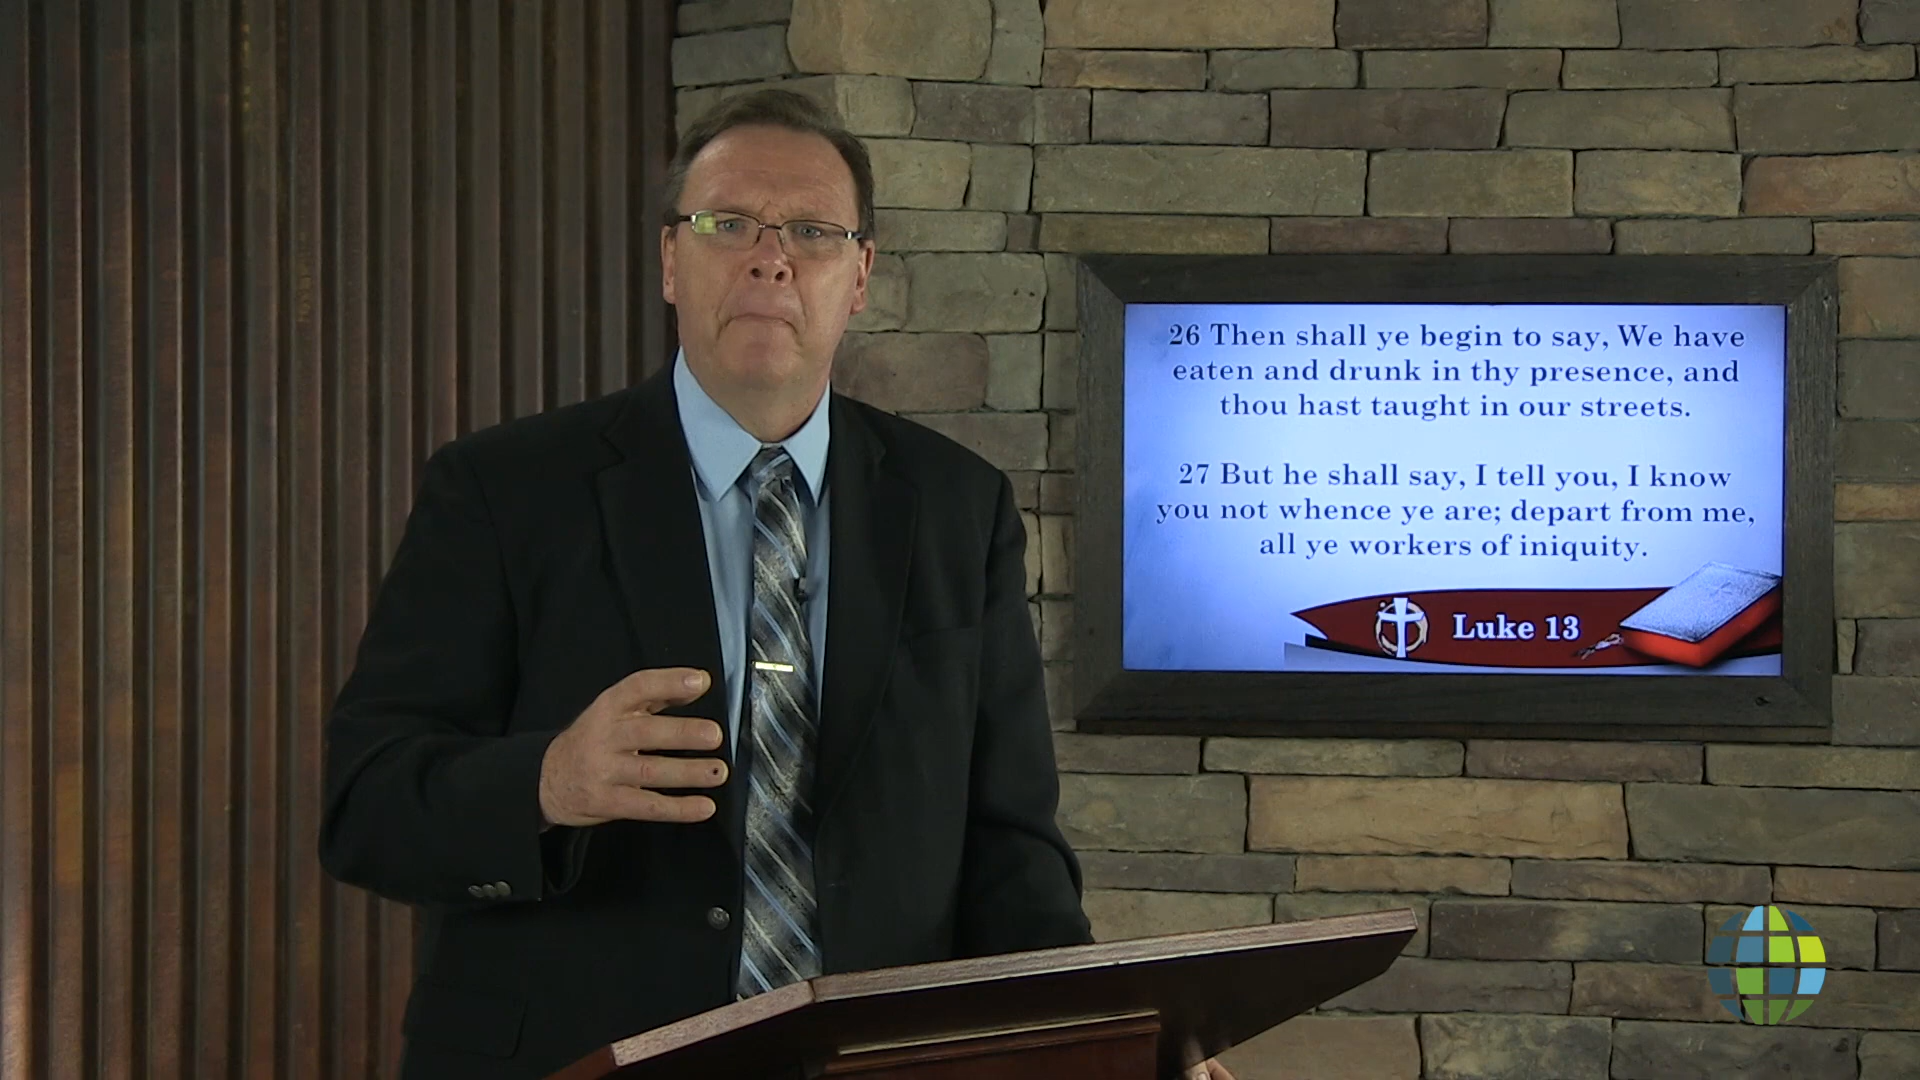 26 Then shall ye begin to say, We have
eaten and drunk in thy presence, and
thou hast taught in our streets.
27 But he shall say, I tell you, I know
you not whence ye are; depart from me,
all ye workers of iniquity.
Luke 13